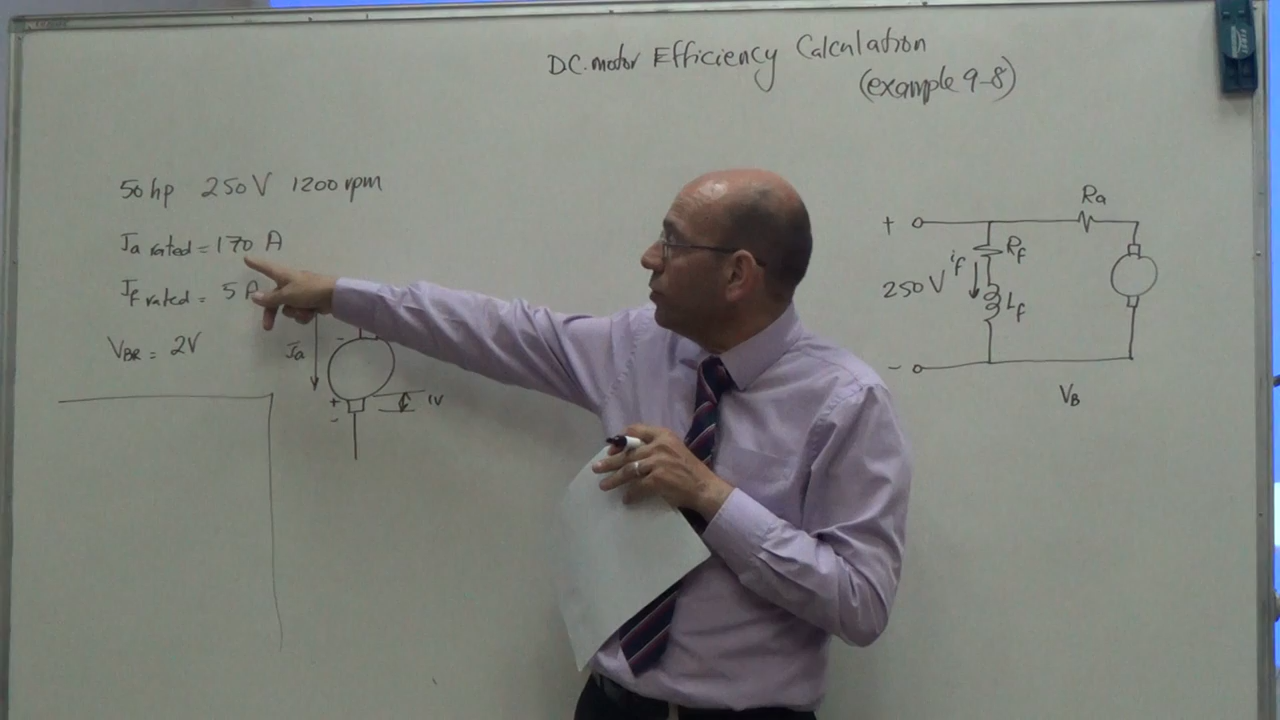 DC motor Efficiency Calculation
(example 9-8)
50 hp 250 V 1200 rpm
Ia rated = 170 A
If rated = 5 A
VBR = 2V
Ia
-
+
-
1V
Ra
+
if
Rf
250 V
Lf
-
VB